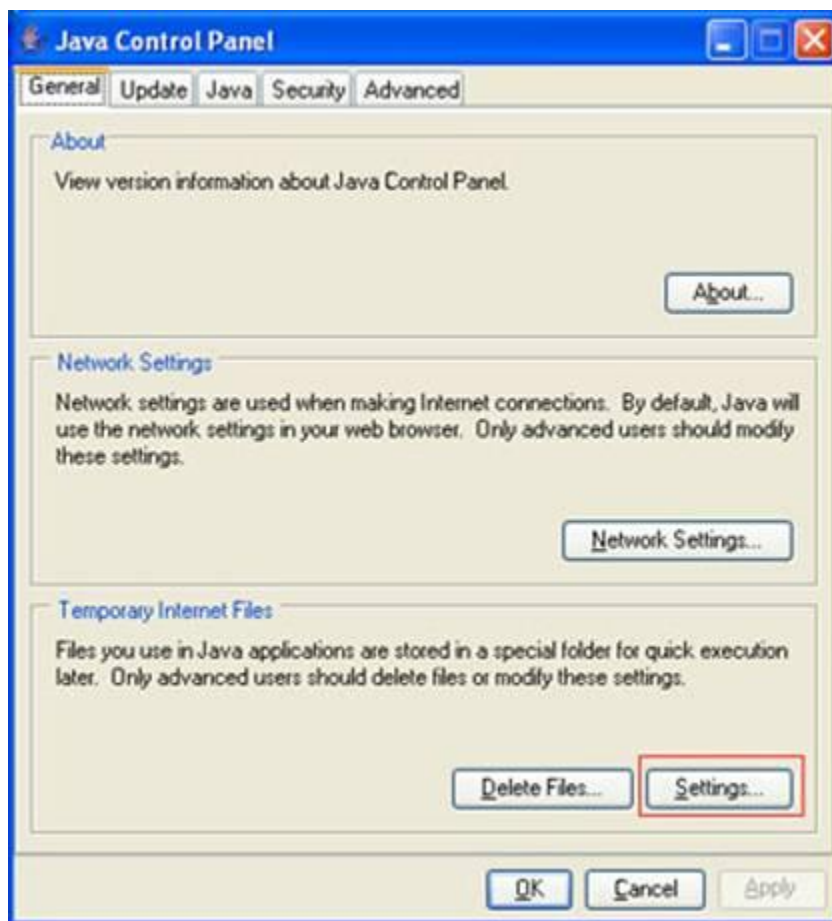 Java Control Panel
General Update Java Security Advanced
About
View version information about Java Control Panel.
About...
Network Settings
Network settings are used when making Internet connections. By default, Java will
use the network settings in your web browser. Only advanced users should modify
these settings.
Network Settings...
Temporary Internet Files
Files you use in Java applications are stored in a special folder for quick execution
later. Only advanced users should delete files or modify these settings.
Delete Files... Settings...
OK Cancel Apply